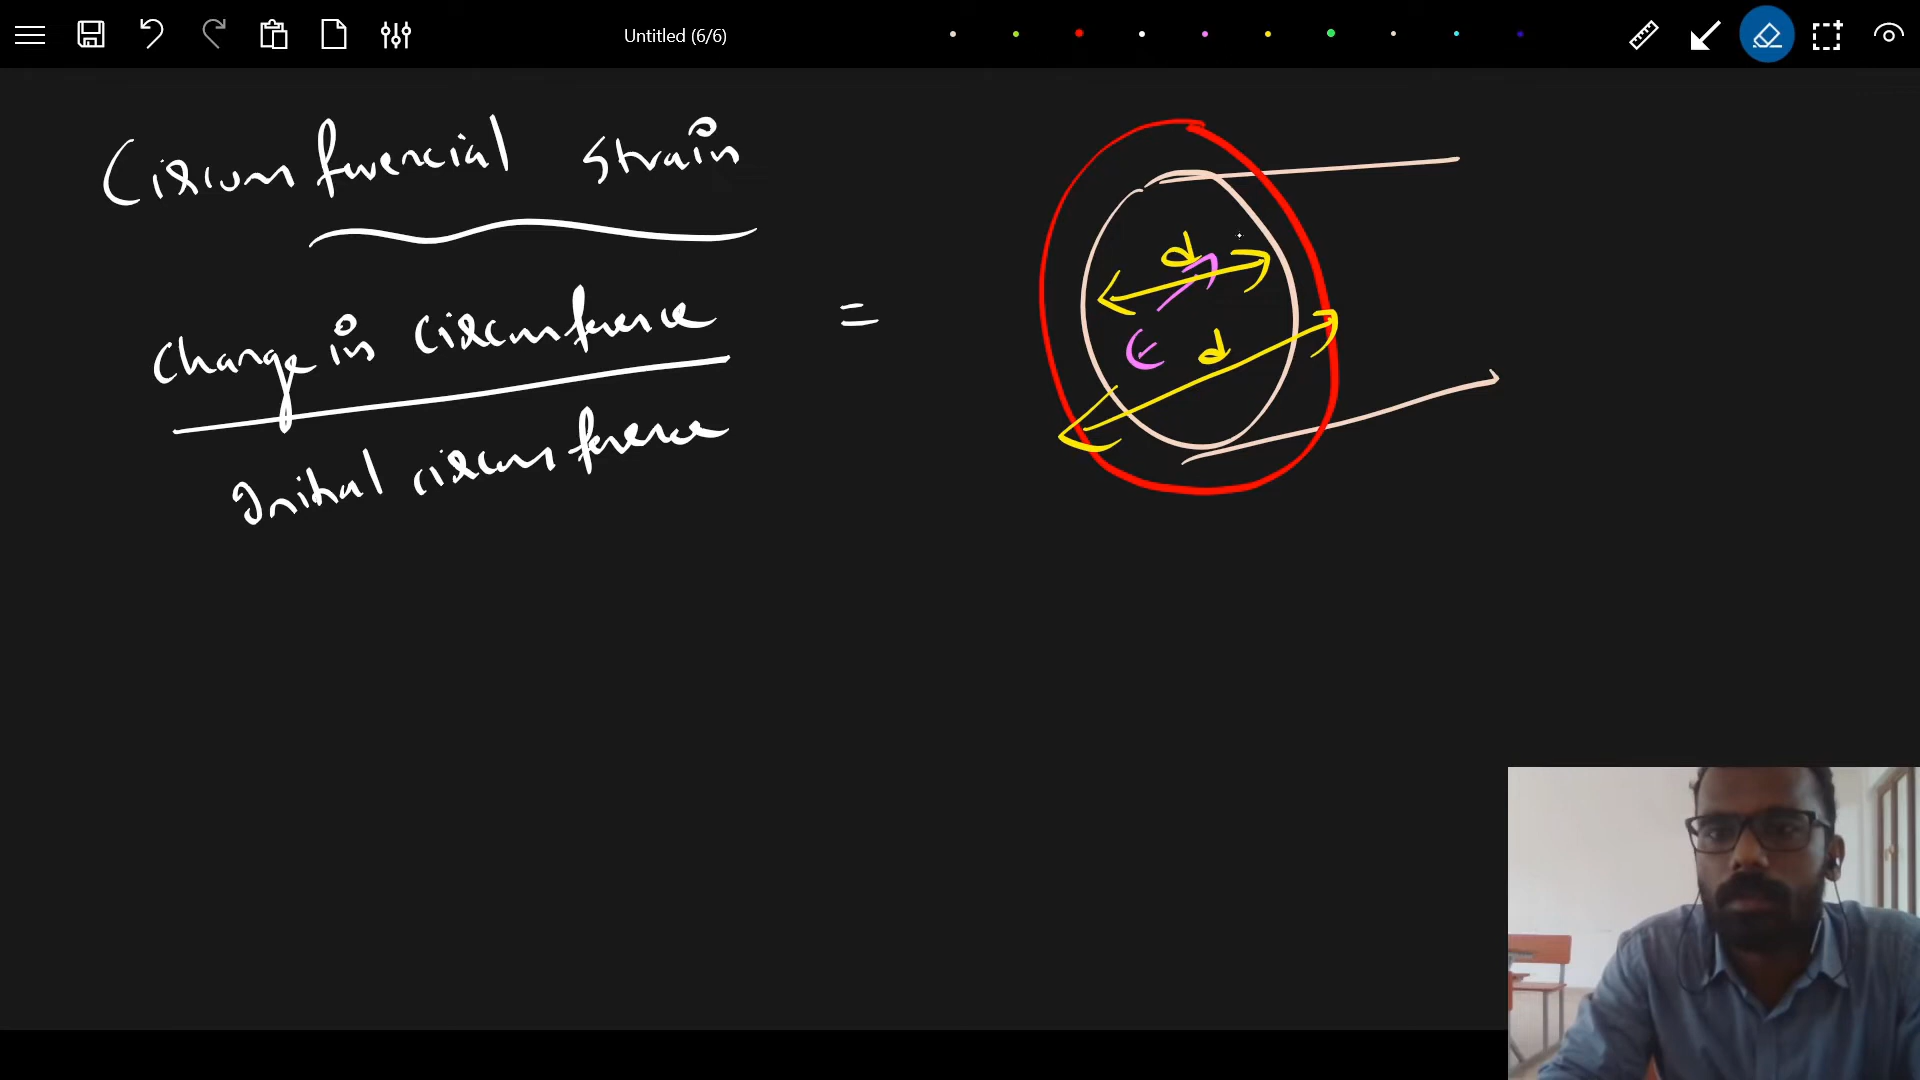 Untitled (6/6)
Circumferencial strain
Change in circumference
=
Initial circumference
d
d